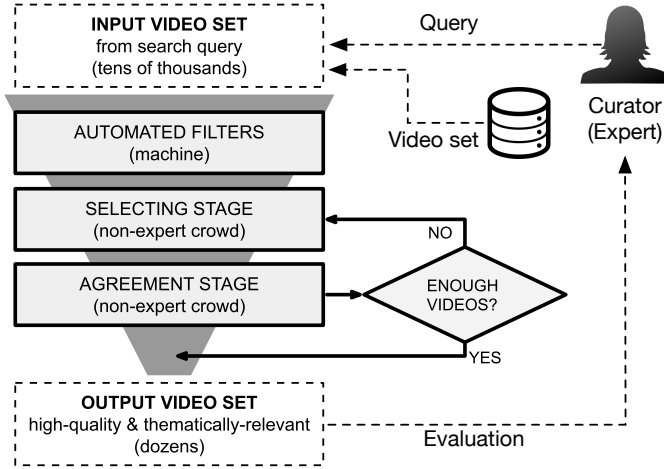 INPUT VIDEO SET
from search query
(tens of thousands)
Query
Curator
(Expert)
Video set
AUTOMATED FILTERS
(machine)
SELECTING STAGE
(non-expert crowd)
NO
AGREEMENT STAGE
(non-expert crowd)
ENOUGH
VIDEOS?
YES
OUTPUT VIDEO SET
high-quality & thematically-relevant
(dozens)
Evaluation